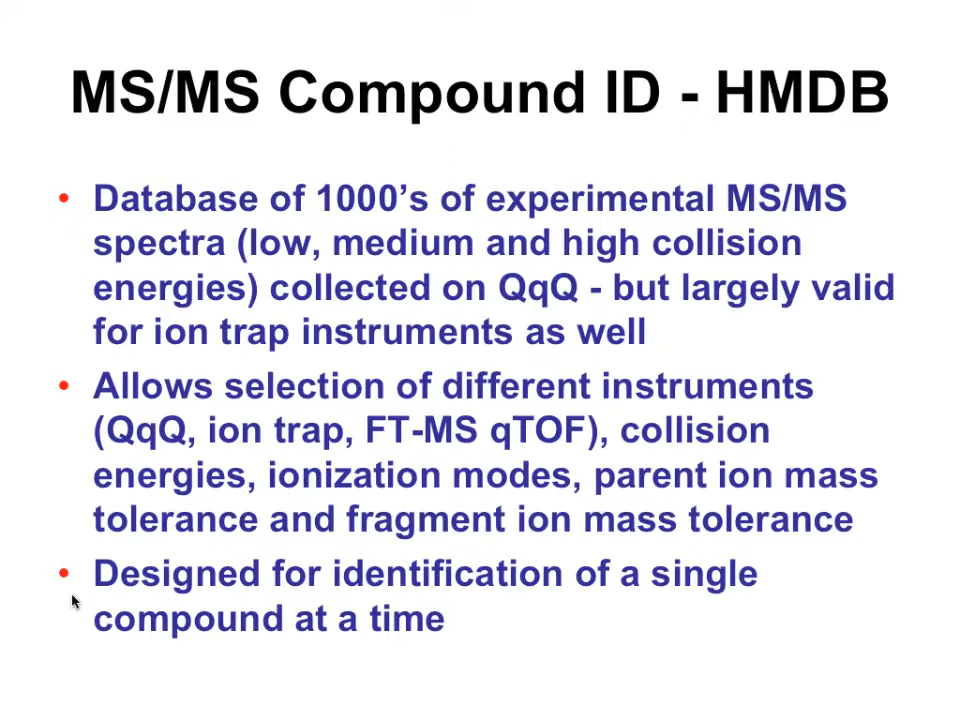 MS/MS Compound ID - HMDB
• Database of 1000’s of experimental MS/MS
spectra (low, medium and high collision
energies) collected on QqQ - but largely valid
for ion trap instruments as well
• Allows selection of different instruments
(QqQ, ion trap, FT-MS qTOF), collision
energies, ionization modes, parent ion mass
tolerance and fragment ion mass tolerance
• Designed for identification of a single
compound at a time